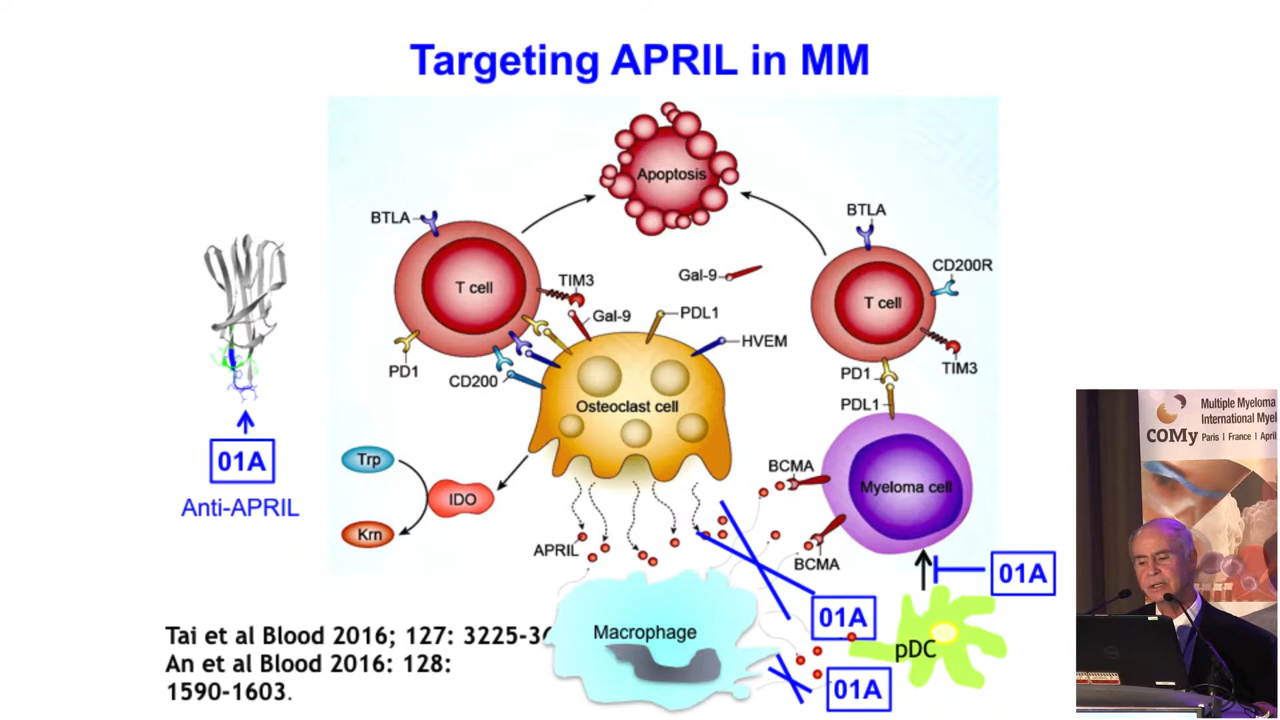 Targeting APRIL in MM
Apoptosis
BTLA
T cell
TIM3
Gal-9
PD1
CD200
Gal-9
PDL1
HVEM
Osteoclast cell
BTLA
CD200R
T cell
TIM3
PD1
PDL1
Myeloma cell
BCMA
BCMA
01A
Anti-APRIL
Trp
IDO
Krn
APRIL
Macrophage
pDC
01A
01A
01A
Tai et al Blood 2016; 127: 3225-3
An et al Blood 2016: 128:
1590-1603.
Multiple Myeloma
International Myel
COMy
Paris | France | April